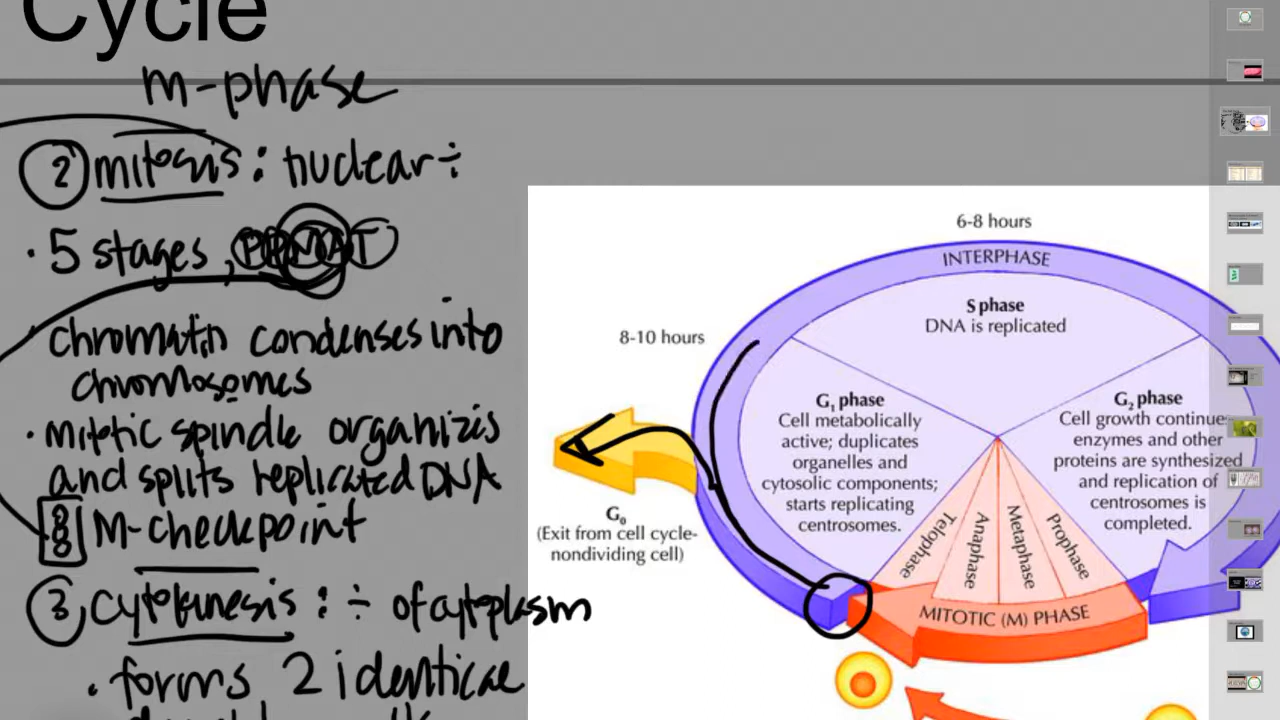 Cycle
m-phase
2 mitosis : nuclear ÷
• 5 stages, PPMAT
• chromatin condenses into
chromosomes
• mitotic spindle organizis
and splits replicated DNA
M-checkpoint
3 cytokinesis : ÷ of cytoplasm
• forms 2 identical
6-8 hours
INTERPHASE
S phase
DNA is replicated
8-10 hours
G1 phase
Cell metabolically
active; duplicates
organelles and
cytosolic components;
starts replicating
centrosomes.
G2 phase
Cell growth continues
enzymes and other
proteins are synthesized
and replication of
centrosomes is
completed.
G0
(Exit from cell cycle-
nondividing cell)
Telophase
Anaphase
Metaphase
Prophase
MITOTIC (M) PHASE